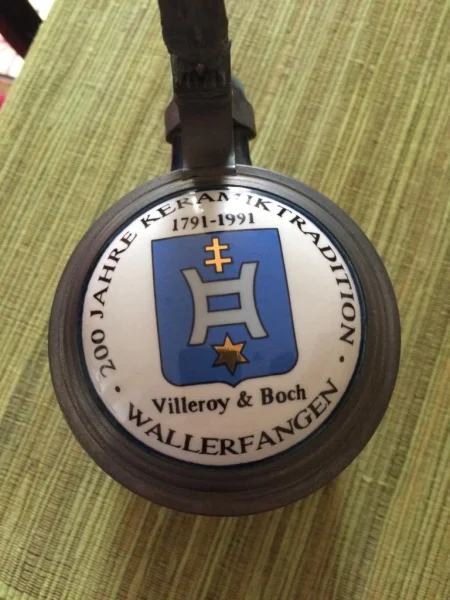 · 200 JAHRE KERAMIKTRADITION ·
1791-1991
Villeroy & Boch
WALLERFANGEN